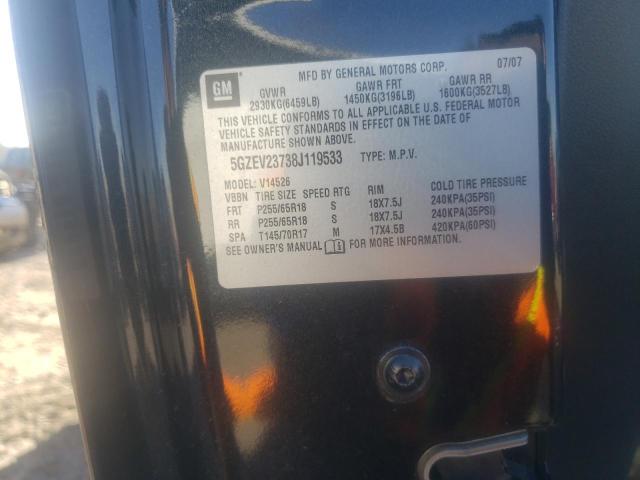 MFD BY GENERAL MOTORS CORP. 07/07
GM
GVWR GAWR FRT GAWR RR
2930KG(6459LB) 1450KG(3196LB) 1600KG(3527LB)
THIS VEHICLE CONFORMS TO ALL APPLICABLE U.S. FEDERAL MOTOR
VEHICLE SAFETY STANDARDS IN EFFECT ON THE DATE OF
MANUFACTURE SHOWN ABOVE.
5GZEV23738J119533 TYPE: M.P.V.
MODEL: V14526
VBBN TIRE SIZE SPEED RTG RIM COLD TIRE PRESSURE
FRT P255/65R18 S 18X7.5J 240KPA(35PSI)
RR P255/65R18 S 18X7.5J 240KPA(35PSI)
SPA T145/70R17 M 17X4.5B 420KPA(60PSI)
SEE OWNER'S MANUAL FOR MORE INFORMATION.